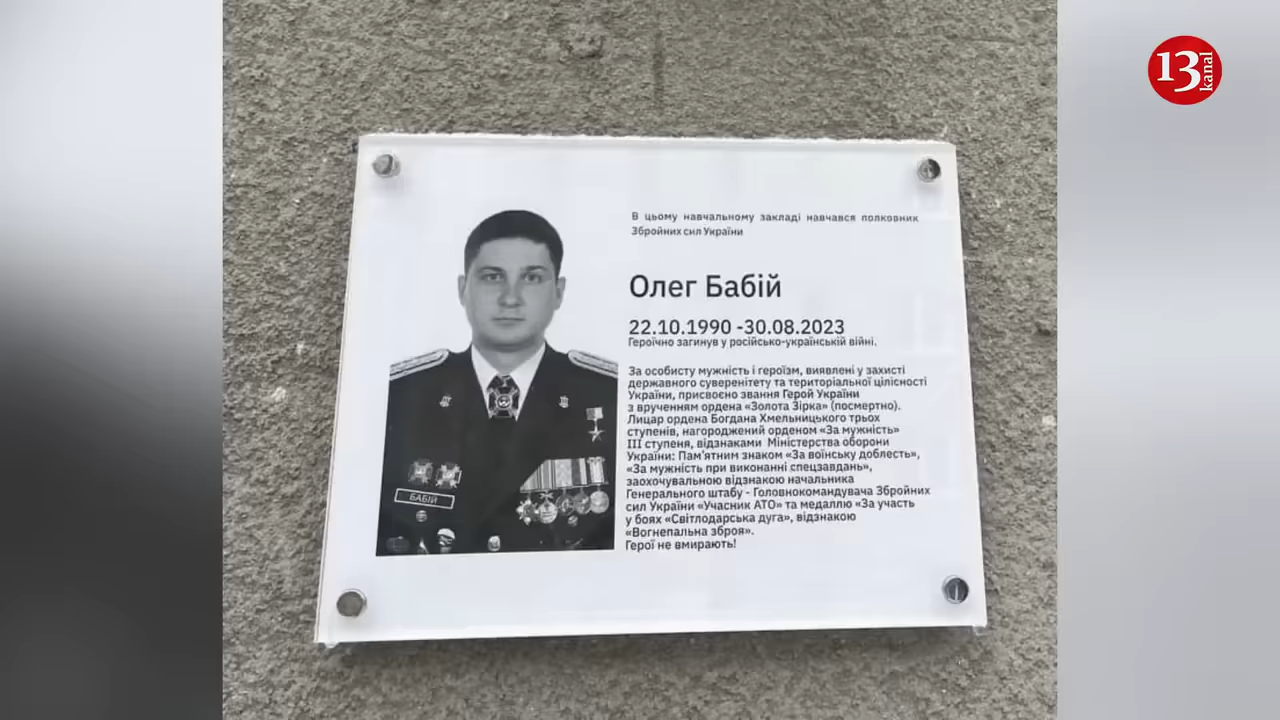 13 kanal
В цьому навчальному закладі навчався полковник
Збройних сил України
Олег Бабій
22.10.1990 -30.08.2023
Героїчно загинув у російсько-українській війні.
За особисту мужність і героїзм, виявлені у захисті
державного суверенітету та територіальної цілісності
України, присвоєно звання Герой України
з врученням ордена «Золота Зірка» (посмертно).
Лицар ордена Богдана Хмельницького трьох
ступенів, нагороджений орденом «За мужність»
III ступеня, відзнаками Міністерства оборони
України: Пам'ятним знаком «За воїнську доблесть»,
«За мужність при виконанні спецзавдань»,
заохочувальною відзнакою начальника
Генерального штабу - Головнокомандувача Збройних
сил України «Учасник АТО» та медаллю «За участь
у боях «Світлодарська дуга», відзнакою
«Вогнепальна зброя».
Герої не вмирають!
БАБІЙ